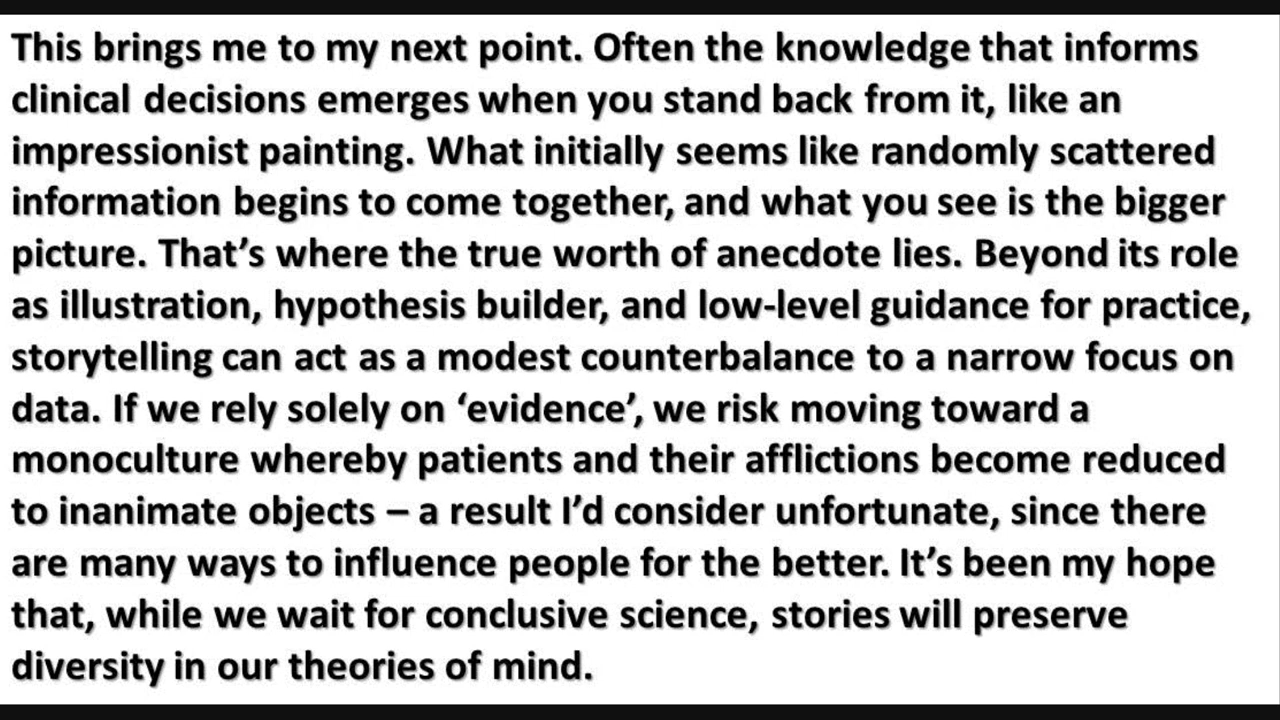 This brings me to my next point. Often the knowledge that informs
clinical decisions emerges when you stand back from it, like an
impressionist painting. What initially seems like randomly scattered
information begins to come together, and what you see is the bigger
picture. That’s where the true worth of anecdote lies. Beyond its role
as illustration, hypothesis builder, and low-level guidance for practice,
storytelling can act as a modest counterbalance to a narrow focus on
data. If we rely solely on ‘evidence’, we risk moving toward a
monoculture whereby patients and their afflictions become reduced
to inanimate objects – a result I’d consider unfortunate, since there
are many ways to influence people for the better. It’s been my hope
that, while we wait for conclusive science, stories will preserve
diversity in our theories of mind.